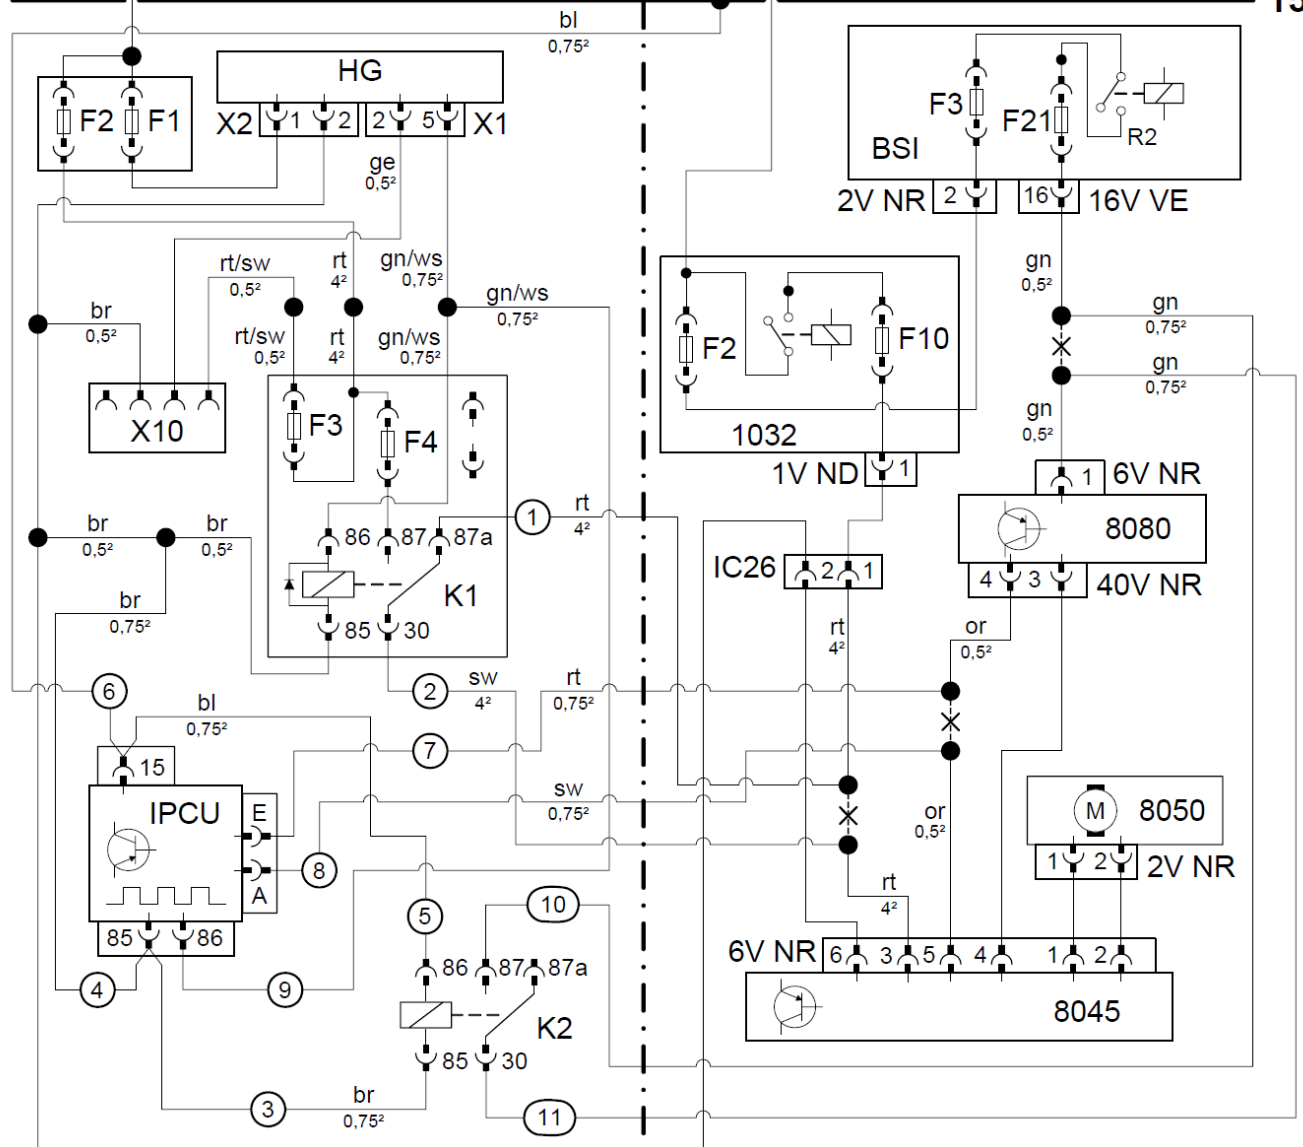 bl
0,75²
HG
F2 F1
X2 1 2 2 5 X1
ge
0,5²
F3
F21
R2
BSI
2V NR 2 16 16V VE
rt/sw
0,5²
rt
4²
gn/ws
0,75²
gn/ws
0,75²
br
0,5²
rt/sw
0,5²
rt
4²
gn/ws
0,75²
gn
0,5²
gn
0,75²
gn
0,75²
gn
0,5²
F2
F10
1032
1V ND 1
X10
F3
F4
6V NR
1
8080
4 3 40V NR
br
0,5²
br
0,5²
br
0,75²
86 87 87a
K1
85 30
1
rt
4²
IC26 2 1
rt
4²
or
0,5²
6
2
sw
4²
rt
0,75²
bl
0,75²
7
15
IPCU
E
A
8
sw
0,75²
or
0,5²
M
8050
1 2 2V NR
rt
4²
85 86
5
10
4
9
86 87 87a
K2
85 30
6V NR 6 3 5 4 1 2
8045
3
br
0,75²
11